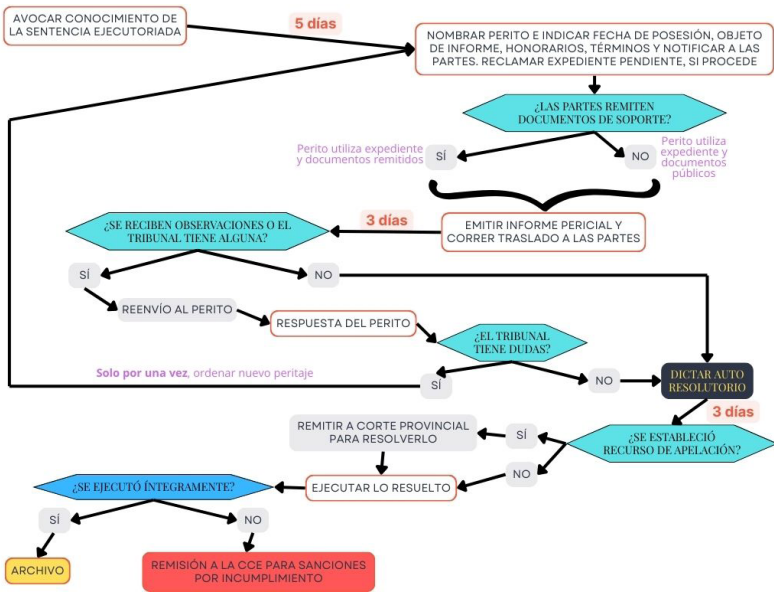 AVOCAR CONOCIMIENTO DE
LA SENTENCIA EJECUTORIADA
5 días
NOMBRAR PERITO E INDICAR FECHA DE POSESIÓN, OBJETO
DE INFORME, HONORARIOS, TÉRMINOS Y NOTIFICAR A LAS
PARTES. RECLAMAR EXPEDIENTE PENDIENTE, SI PROCEDE
¿LAS PARTES REMITEN
DOCUMENTOS DE SOPORTE?
Perito utiliza expediente
y documentos remitidos
SÍ
NO
Perito utiliza
expediente y
documentos
públicos
¿SE RECIBEN OBSERVACIONES O EL
TRIBUNAL TIENE ALGUNA?
3 días
EMITIR INFORME PERICIAL Y
CORRER TRASLADO A LAS PARTES
SÍ
NO
REENVÍO AL PERITO
RESPUESTA DEL PERITO
¿EL TRIBUNAL
TIENE DUDAS?
Solo por una vez, ordenar nuevo peritaje
SÍ
NO
DICTAR AUTO
RESOLUTORIO
3 días
REMITIR A CORTE PROVINCIAL
PARA RESOLVERLO
SÍ
¿SE ESTABLECIÓ
RECURSO DE APELACIÓN?
NO
¿SE EJECUTÓ ÍNTEGRAMENTE?
EJECUTAR LO RESUELTO
SÍ
NO
ARCHIVO
REMISIÓN A LA CCE PARA SANCIONES
POR INCUMPLIMIENTO